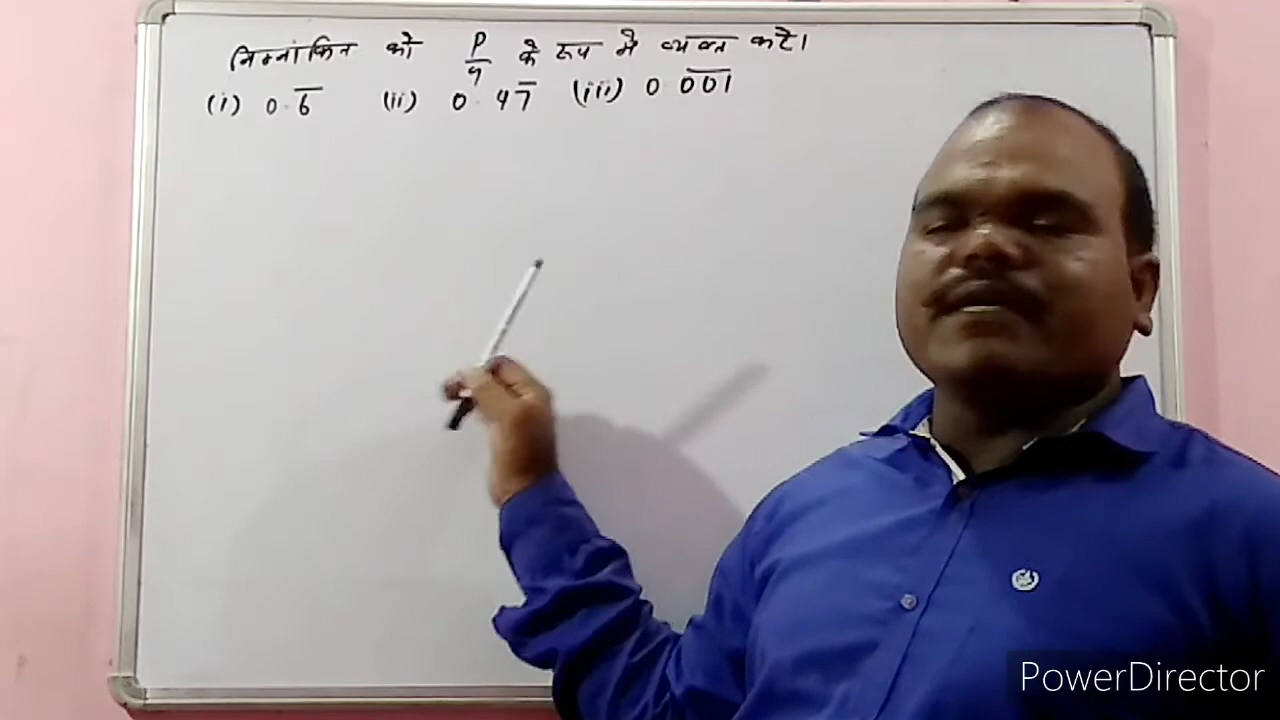 निम्नांकित को p/q के रूप में व्यक्त करें।
(i) 0.6̅ (ii) 0.47̅ (iii) 0.0̅0̅1̅
PowerDirector